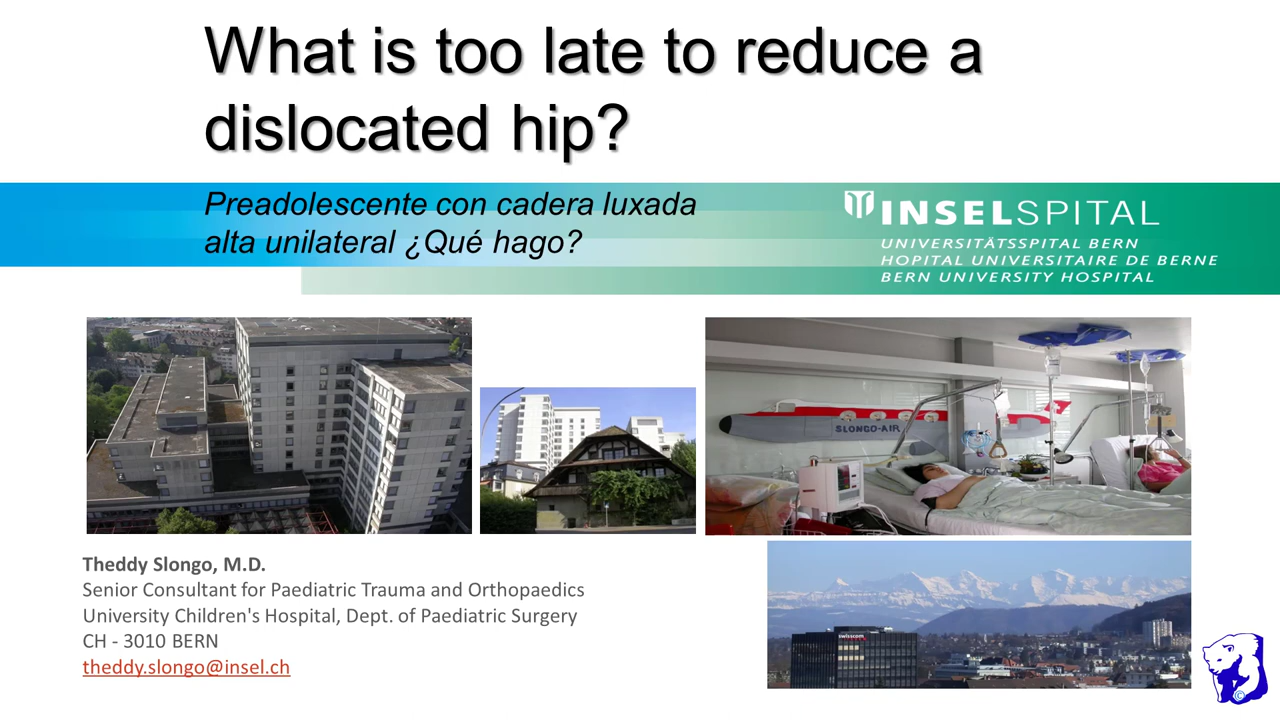 What is too late to reduce a
dislocated hip?
Preadolescente con cadera luxada
alta unilateral ¿Qué hago?
INSELSPITAL
UNIVERSITÄTSSPITAL BERN
HOPITAL UNIVERSITAIRE DE BERNE
BERN UNIVERSITY HOSPITAL
SLONGO-AIR
Theddy Slongo, M.D.
Senior Consultant for Paediatric Trauma and Orthopaedics
University Children's Hospital, Dept. of Paediatric Surgery
CH - 3010 BERN
theddy.slongo@insel.ch
swisscom
©